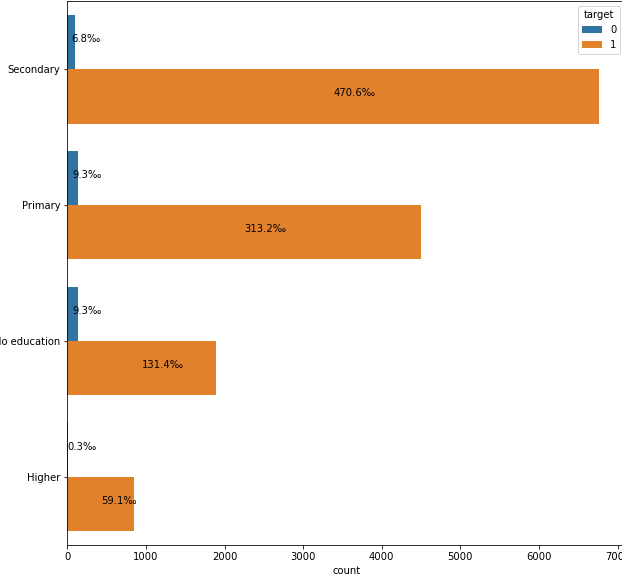 target
0
1
6.8‰
Secondary
470.6‰
9.3‰
Primary
313.2‰
9.3‰
o education
131.4‰
0.3‰
Higher
59.1‰
0 1000 2000 3000 4000 5000 6000 700
count